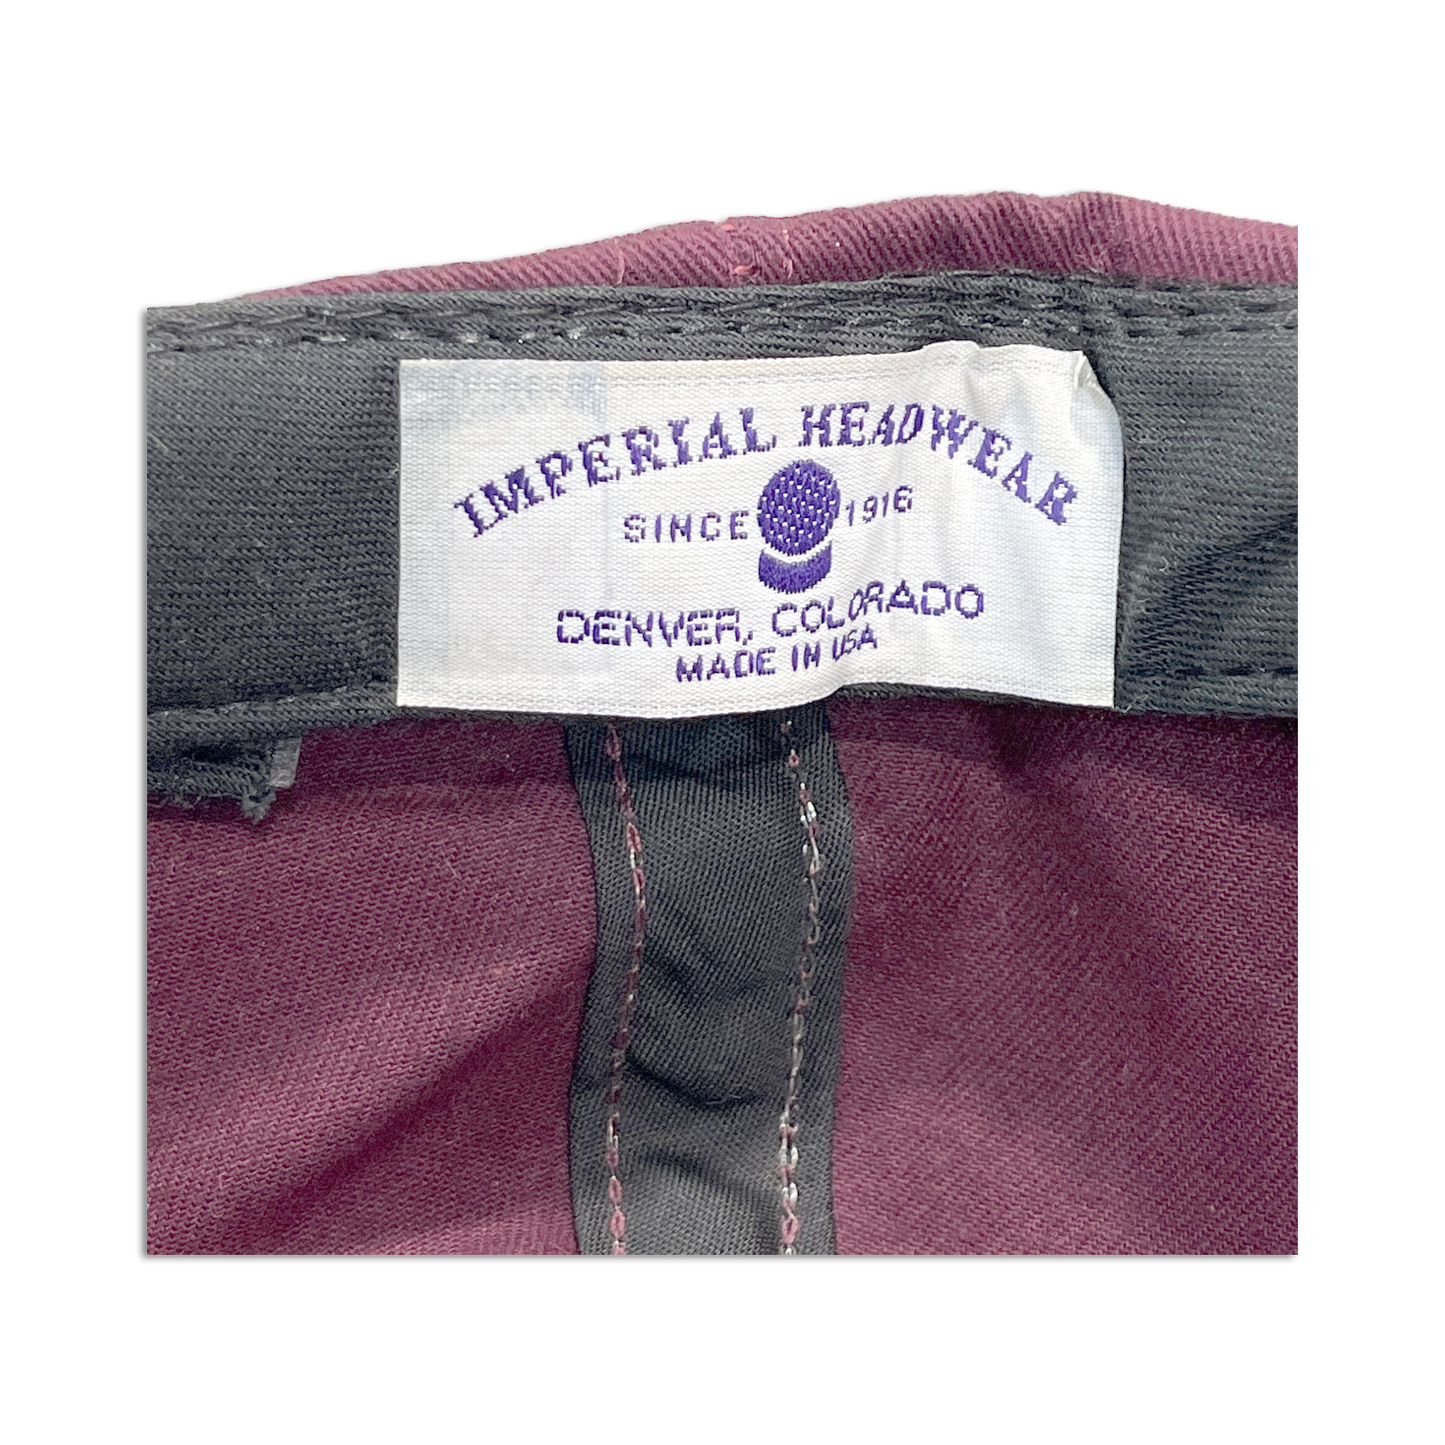 IMPERIAL HEADWEAR
SINCE 1916
DENVER, COLORADO
MADE IN USA